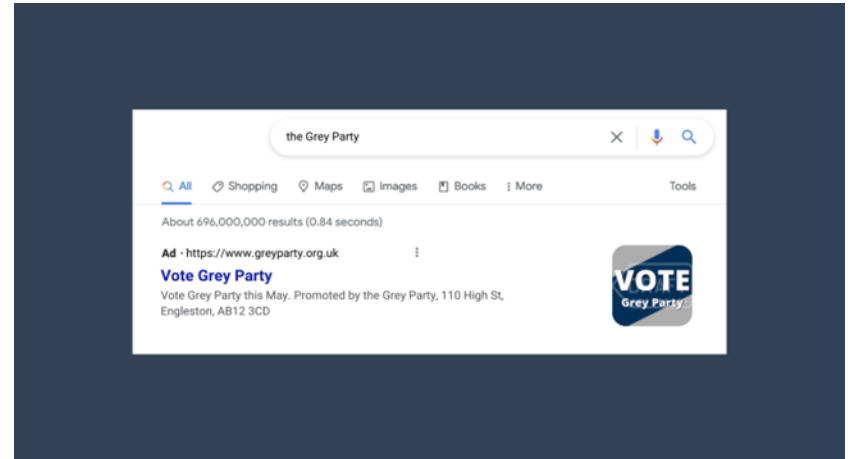 the Grey Party
All Shopping Maps Images Books More Tools
About 696,000,000 results (0.84 seconds)
Ad · https://www.greyparty.org.uk
Vote Grey Party
Vote Grey Party this May. Promoted by the Grey Party, 110 High St,
Engleston, AB12 3CD
VOTE
DRAFT
Grey Party